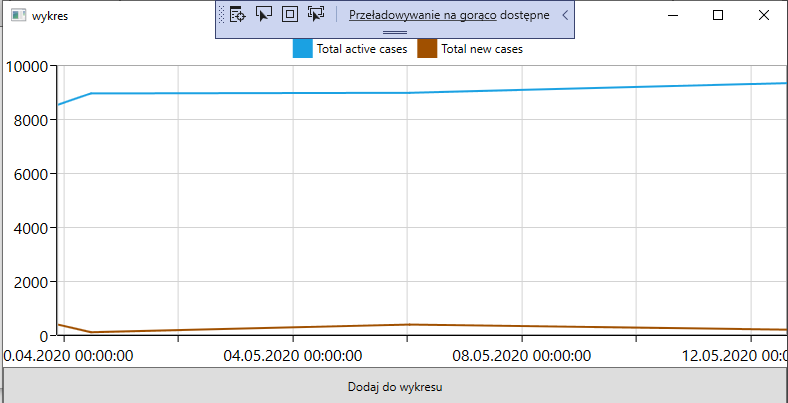 wykres
Przeładowywanie na gorąco dostępne
Total active cases Total new cases
10000
8000
6000
4000
2000
0
0.04.2020 00:00:00 04.05.2020 00:00:00 08.05.2020 00:00:00 12.05.2020 00:00:00
Dodaj do wykresu